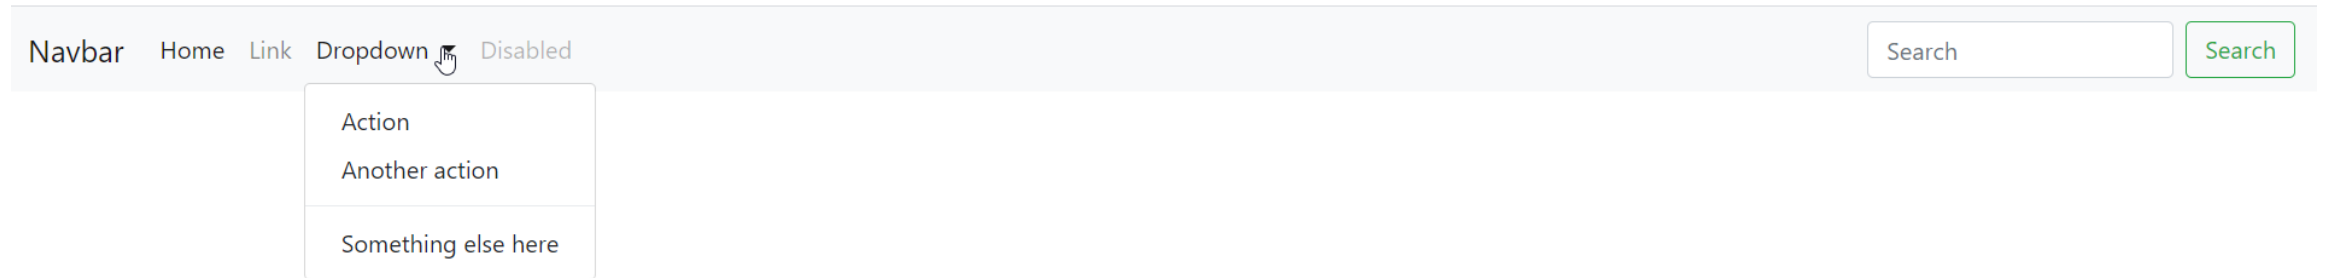 Navbar Home Link Dropdown Disabled Search Search
Action
Another action
Something else here